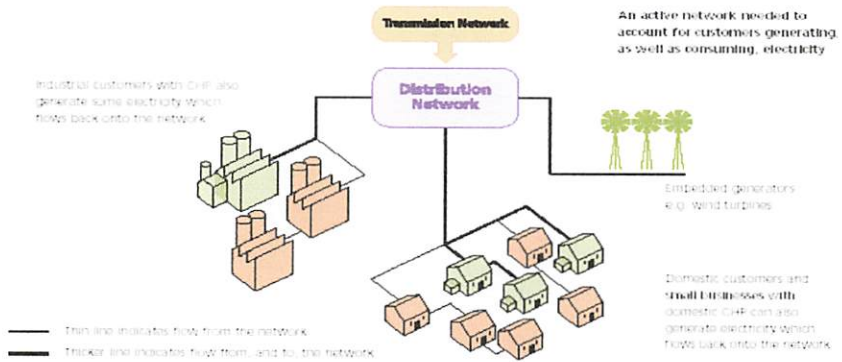 Transmission Network
An active network needed to
account for customers generating,
as well as consuming, electricity
Distribution
Network
Industrial customers with CHP also
generate some electricity which
flows back onto the network
Embedded generators
e.g. wind turbines
Domestic customers and
small businesses with
domestic CHP can also
generate electricity which
flows back onto the network
Thin line indicates flow from the network
Thicker line indicates flow from, and to, the network